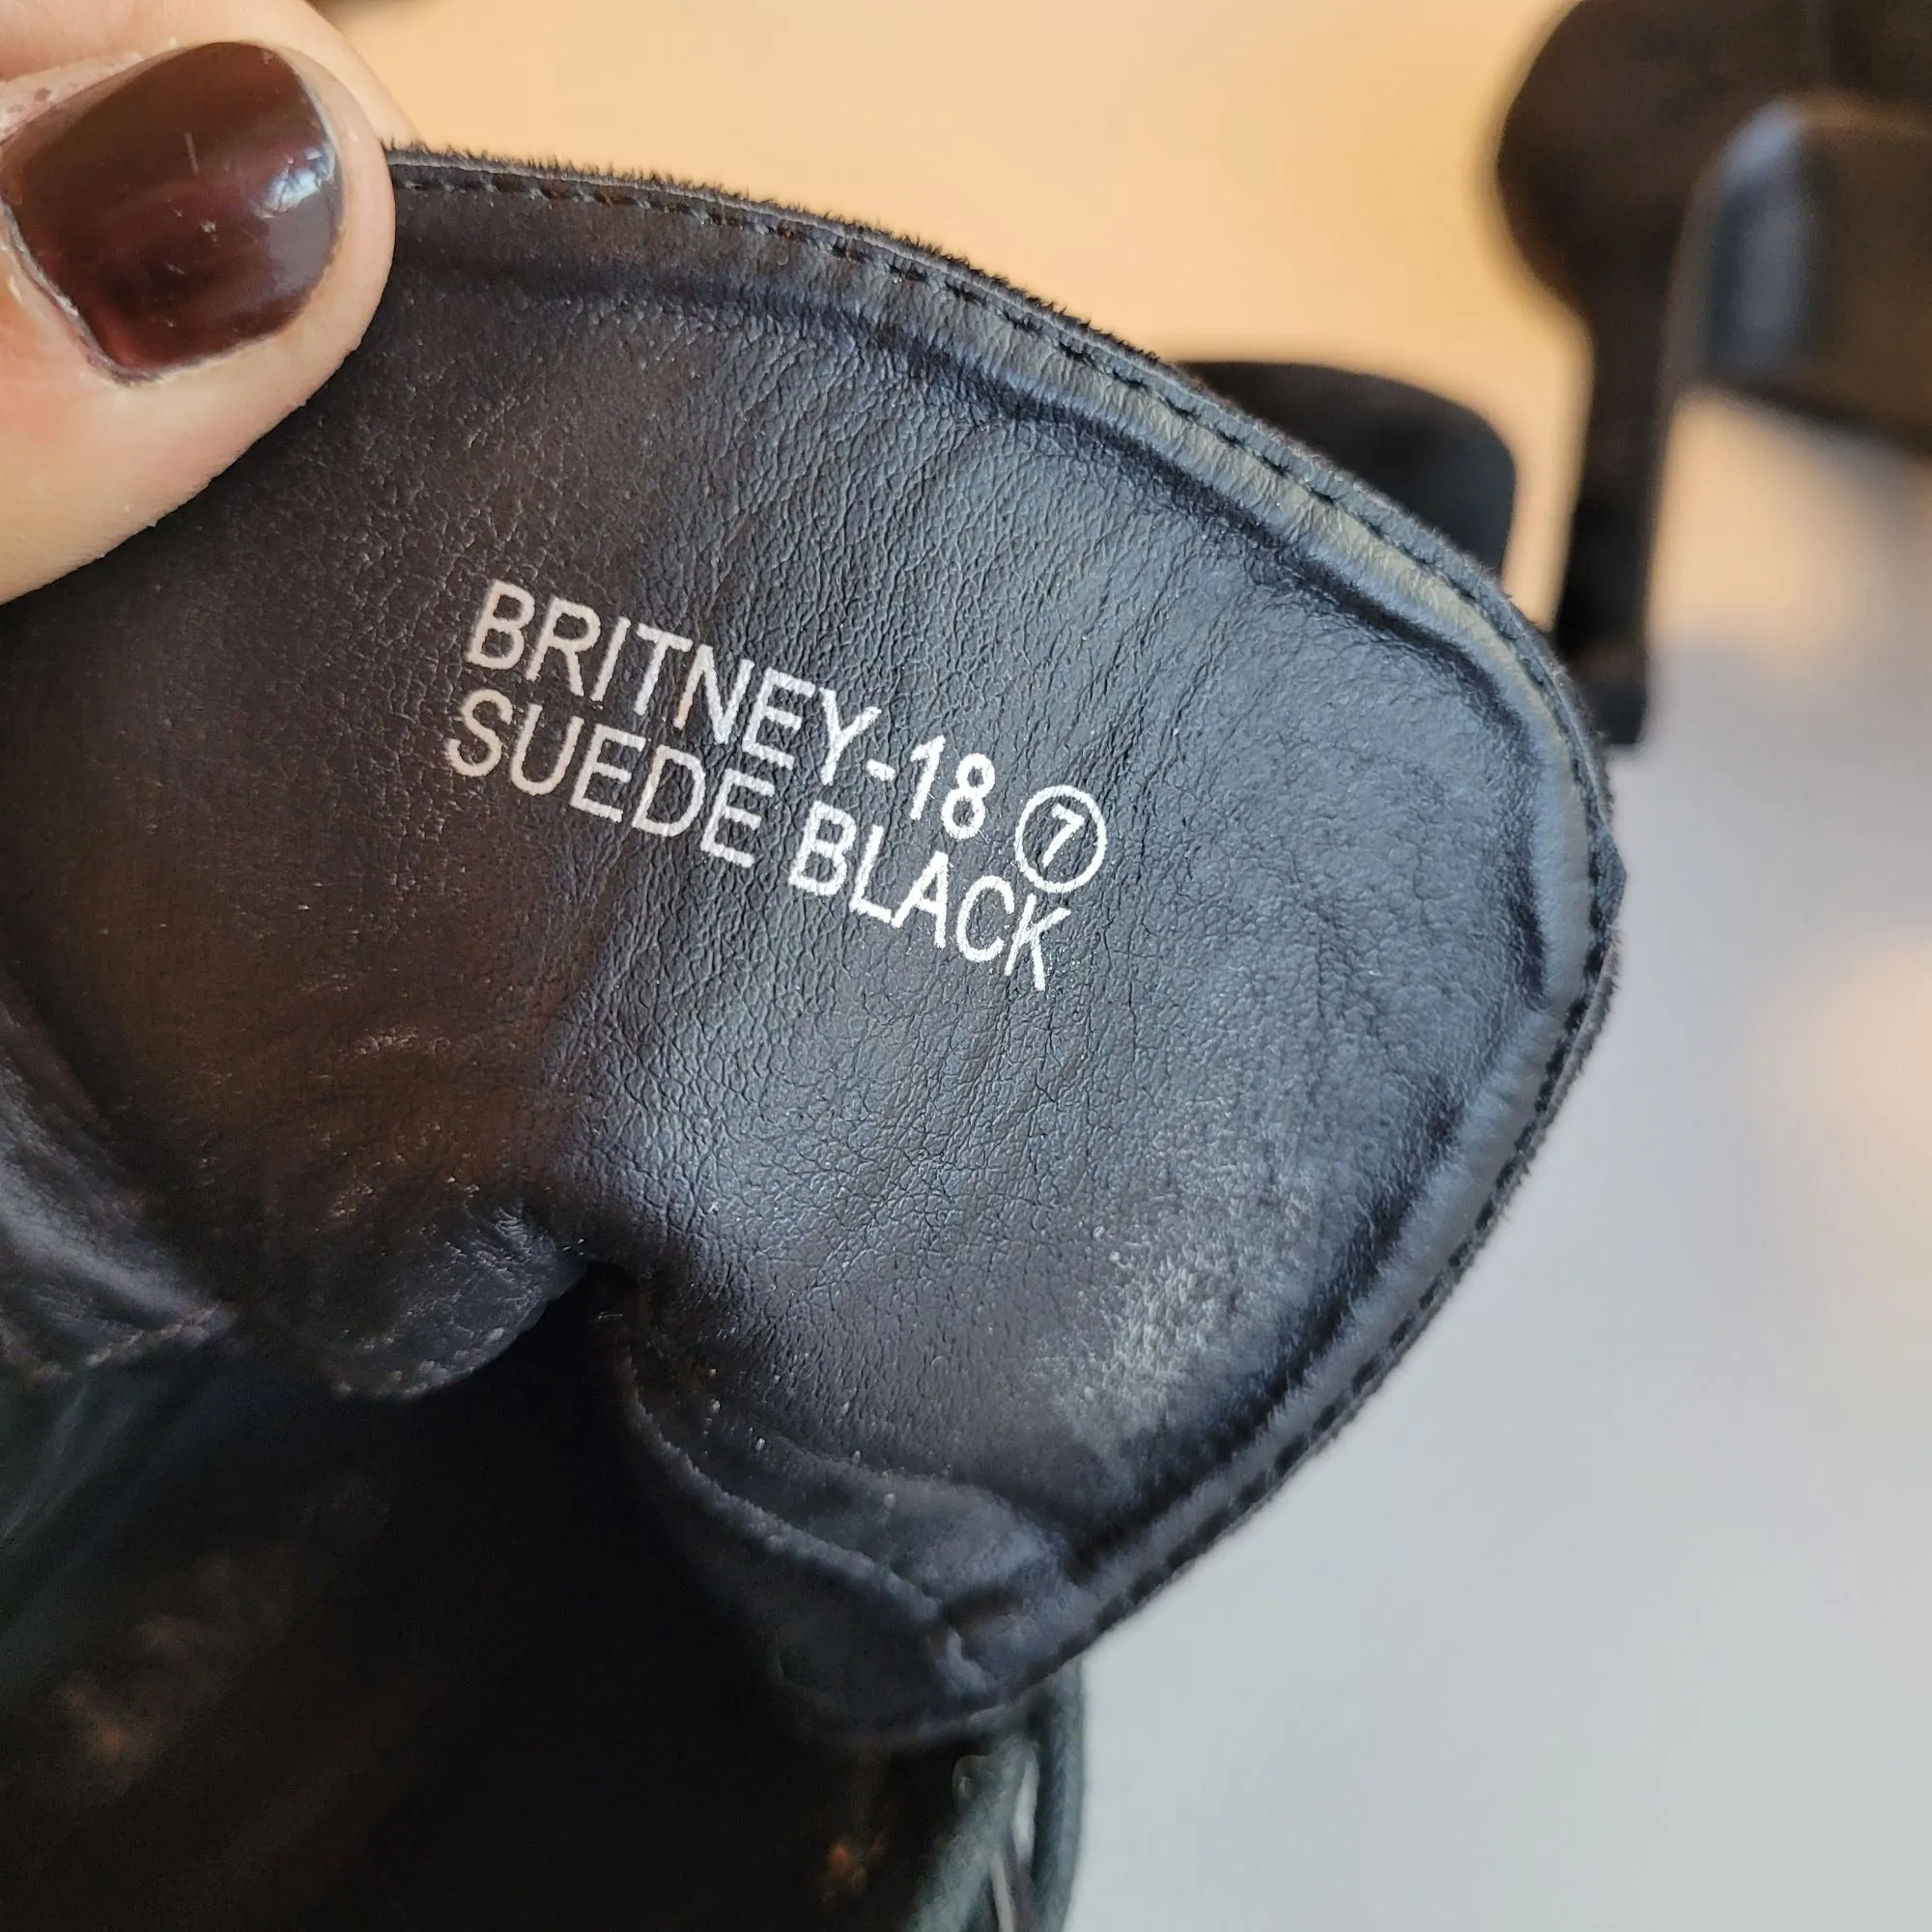 BRITNEY-18 ⑦
SUEDE BLACK